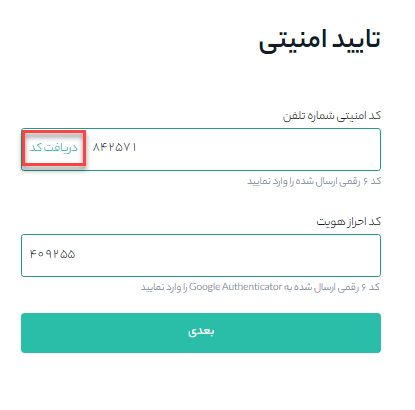 تایید امنیتی
کد امنیتی شماره تلفن
۸۴۲۵۷۱ دریافت کد
کد ۶ رقمی ارسال شده را وارد نمایید
کد احراز هویت
۴۰۹۲۵۵
کد ۶ رقمی ارسال شده به Google Authenticator را وارد نمایید
بعدی